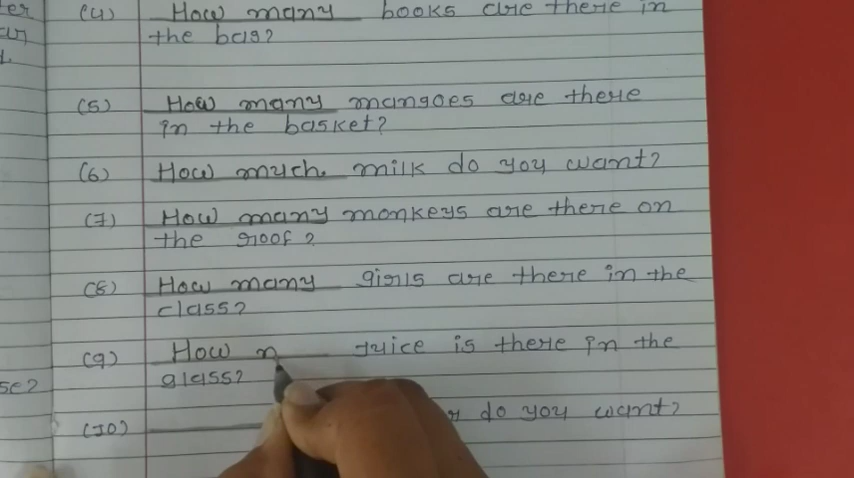 (4) How many books are there in
the bag?
(5) How many mangoes are there
in the basket?
(6) How much milk do you want?
(7) How many monkeys are there on
the roof?
(8) How many girls are there in the
class?
(9) How n juice is there in the
glass?
(10) do you want?